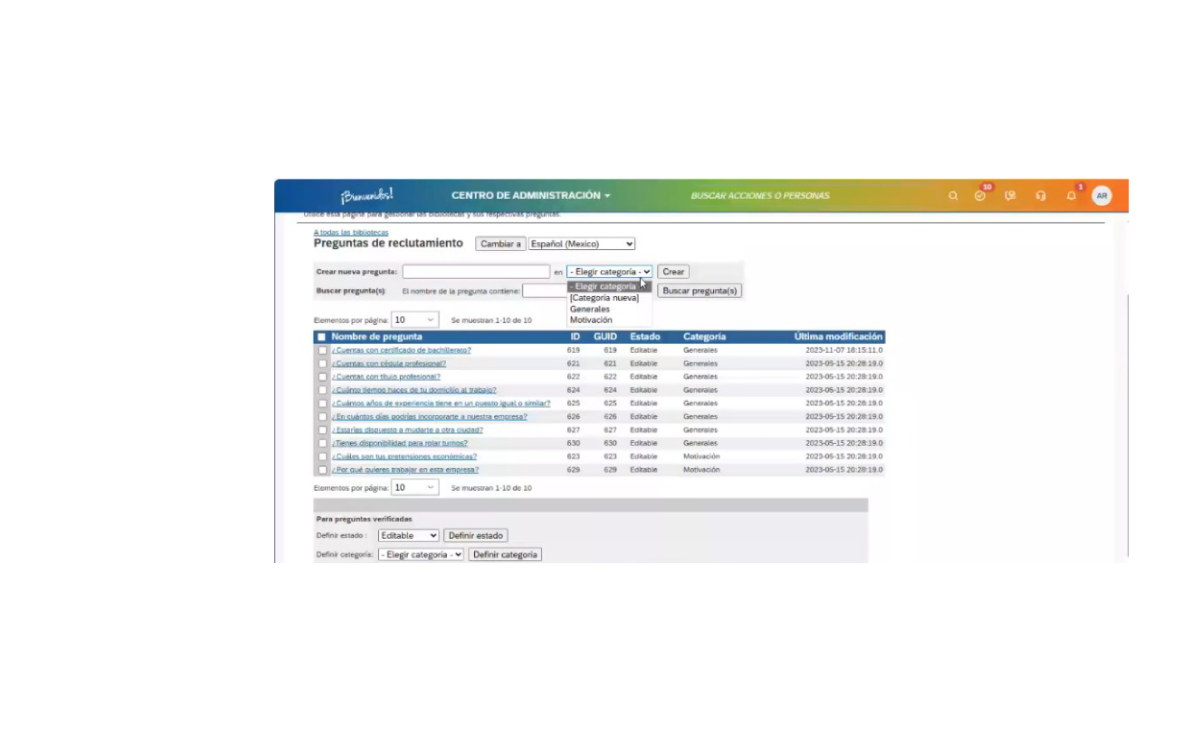 ¡Bienvenidos! CENTRO DE ADMINISTRACIÓN BUSCAR ACCIONES O PERSONAS 10 1 AR
Utilice esta página para gestionar las bibliotecas y sus respectivas preguntas.
A todas las bibliotecas
Preguntas de reclutamiento Cambiar a Español (Mexico)
Crear nueva pregunta: en - Elegir categoría - Crear
- Elegir categoría
Buscar pregunta(s): El nombre de la pregunta contiene: Buscar pregunta(s)
[Categoría nueva]
Generales
Motivación
Elementos por página: 10 Se muestran 1-10 de 10
Nombre de pregunta ID GUID Estado Categoría Última modificación
¿Cuentas con certificado de bachillerato? 619 619 Editable Generales 2023-11-07 18:15:11.0
¿Cuentas con cédula profesional? 621 621 Editable Generales 2023-05-15 20:28:19.0
¿Cuentas con título profesional? 622 622 Editable Generales 2023-05-15 20:28:19.0
¿Cuánto tiempo haces de tu domicilio al trabajo? 624 624 Editable Generales 2023-05-15 20:28:19.0
¿Cuántos años de experiencia tiene en un puesto igual o similar? 625 625 Editable Generales 2023-05-15 20:28:19.0
¿En cuántos días podrías incorporarte a nuestra empresa? 626 626 Editable Generales 2023-05-15 20:28:19.0
¿Estarías dispuesto a mudarte a otra ciudad? 627 627 Editable Generales 2023-05-15 20:28:19.0
¿Tienes disponibilidad para rolar turnos? 630 630 Editable Generales 2023-05-15 20:28:19.0
¿Cuáles son tus pretensiones económicas? 623 623 Editable Motivación 2023-05-15 20:28:19.0
¿Por qué quieres trabajar en esta empresa? 629 629 Editable Motivación 2023-05-15 20:28:19.0
Elementos por página: 10 Se muestran 1-10 de 10
Para preguntas verificadas
Definir estado : Editable Definir estado
Definir categoría: - Elegir categoría - Definir categoría